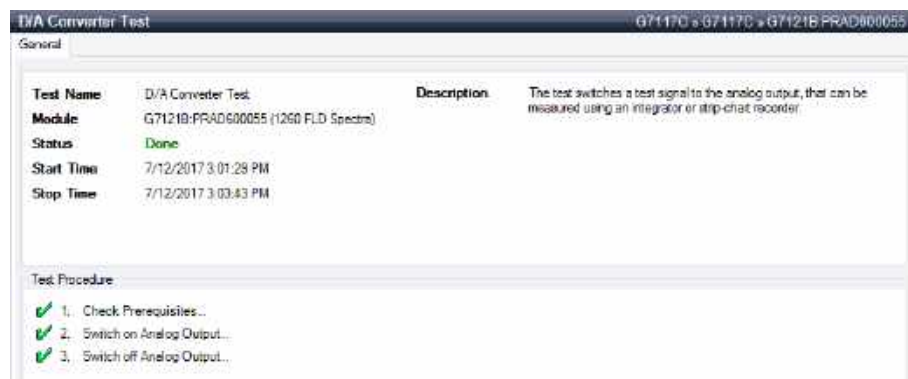 D/A Converter Test
G7117C » G7117C » G7121B:PRAD600055
General
Test Name D/A Converter Test
Description The test switches a test signal to the analog output, that can be
measured using an integrator or strip-chart recorder.
Module G7121B:PRAD600055 (1260 FLD Spectra)
Status Done
Start Time 7/12/2017 3:01:29 PM
Stop Time 7/12/2017 3:03:43 PM
Test Procedure
1. Check Prerequisites...
2. Switch on Analog Output...
3. Switch off Analog Output...